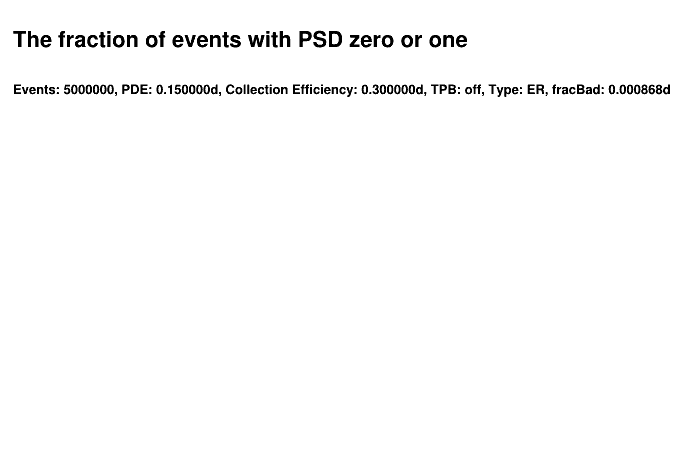 The fraction of events with PSD zero or one
Events: 5000000, PDE: 0.150000d, Collection Efficiency: 0.300000d, TPB: off, Type: ER, fracBad: 0.000868d